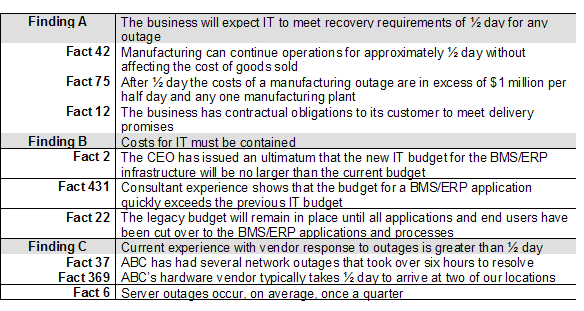 Finding A The business will expect IT to meet recovery requirements of ½ day for any
outage
Fact 42 Manufacturing can continue operations for approximately ½ day without
affecting the cost of goods sold
Fact 75 After ½ day the costs of a manufacturing outage are in excess of $1 million per
half day and any one manufacturing plant
Fact 12 The business has contractual obligations to its customer to meet delivery
promises
Finding B Costs for IT must be contained
Fact 2 The CEO has issued an ultimatum that the new IT budget for the BMS/ERP
infrastructure will be no larger than the current budget
Fact 431 Consultant experience shows that the budget for a BMS/ERP application
quickly exceeds the previous IT budget
Fact 22 The legacy budget will remain in place until all applications and end users have
been cut over to the BMS/ERP applications and processes
Finding C Current experience with vendor response to outages is greater than ½ day
Fact 37 ABC has had several network outages that took over six hours to resolve
Fact 369 ABC's hardware vendor typically takes ½ day to arrive at two of our locations
Fact 6 Server outages occur, on average, once a quarter